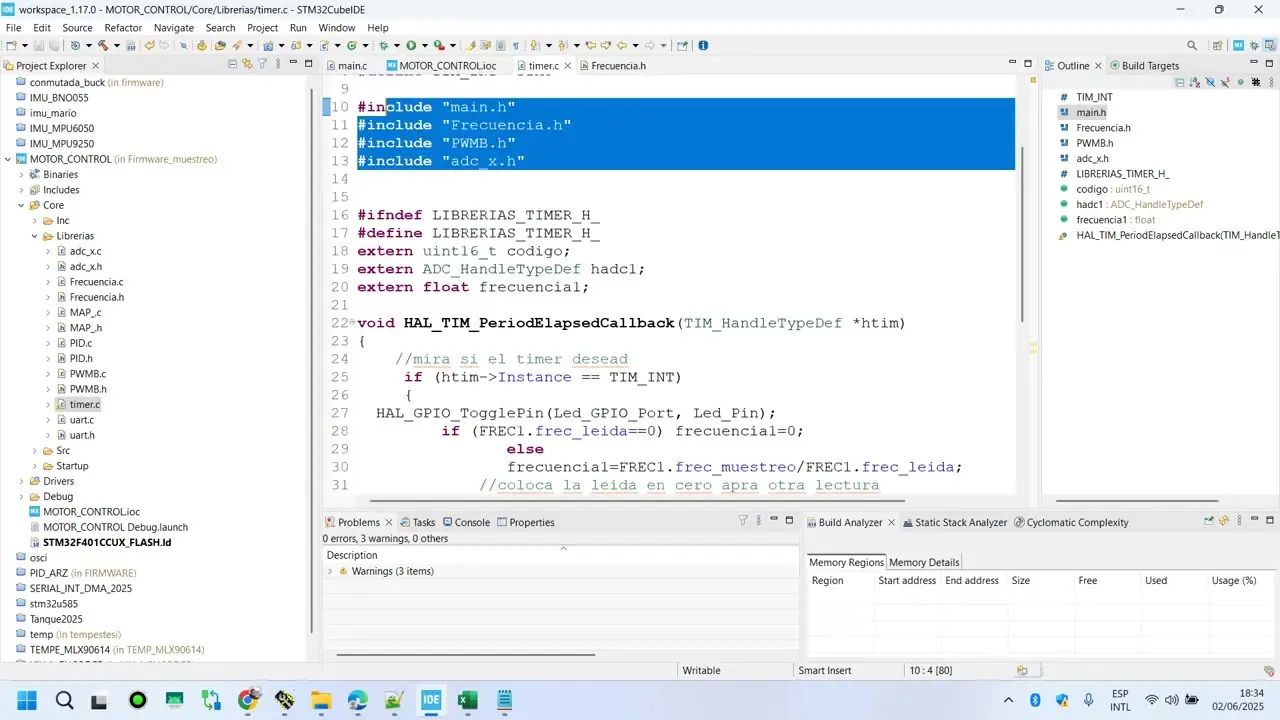 workspace_1.17.0 - MOTOR_CONTROL/Core/Librerias/timer.c - STM32CubeIDE
File Edit Source Refactor Navigate Search Project Run Window Help
Project Explorer
conmutada_buck (in firmware)
IMU_BNO055
imu_mario
IMU_MPU6050
IMU_MPU9250
MOTOR_CONTROL (in Firmware_muestreo)
Binaries
Includes
Core
Inc
Librerias
adc_x.c
adc_x.h
Frecuencia.c
Frecuencia.h
MAP_.c
MAP_.h
PID.c
PID.h
PWMB.c
PWMB.h
timer.c
uart.c
uart.h
Src
Startup
Drivers
Debug
MOTOR_CONTROL.ioc
MOTOR_CONTROL Debug.launch
STM32F401CCUX_FLASH.ld
osci
PID_ARZ (in FIRMWARE)
SERIAL_INT_DMA_2025
stm32u585
Tanque2025
temp (in tempestesi)
TEMPE_MLX90614 (in TEMP_MLX90614)
main.c MOTOR_CONTROL.ioc timer.c Frecuencia.h
9
10 #include "main.h"
11 #include "Frecuencia.h"
12 #include "PWMB.h"
13 #include "adc_x.h"
14
15
16 #ifndef LIBRERIAS_TIMER_H_
17 #define LIBRERIAS_TIMER_H_
18 extern uint16_t codigo;
19 extern ADC_HandleTypeDef hadc1;
20 extern float frecuencia1;
21
22 void HAL_TIM_PeriodElapsedCallback(TIM_HandleTypeDef *htim)
23 {
24 //mira si el timer desead
25 if (htim->Instance == TIM_INT)
26 {
27 HAL_GPIO_TogglePin(Led_GPIO_Port, Led_Pin);
28 if (FREC1.frec_leida==0) frecuencia1=0;
29 else
30 frecuencia1=FREC1.frec_muestreo/FREC1.frec_leida;
31 //coloca la leida en cero apra otra lectura
Outline Build Targets
TIM_INT
main.h
Frecuencia.h
PWMB.h
adc_x.h
LIBRERIAS_TIMER_H_
codigo : uint16_t
hadc1 : ADC_HandleTypeDef
frecuencia1 : float
HAL_TIM_PeriodElapsedCallback(TIM_HandleT
Problems Tasks Console Properties
0 errors, 3 warnings, 0 others
Description
Warnings (3 items)
Build Analyzer Static Stack Analyzer Cyclomatic Complexity
Memory Regions Memory Details
Region Start address End address Size Free Used Usage (%)
Writable Smart Insert 10 : 4 [80]
IDE
ESP
INTL
18:34
02/06/2025